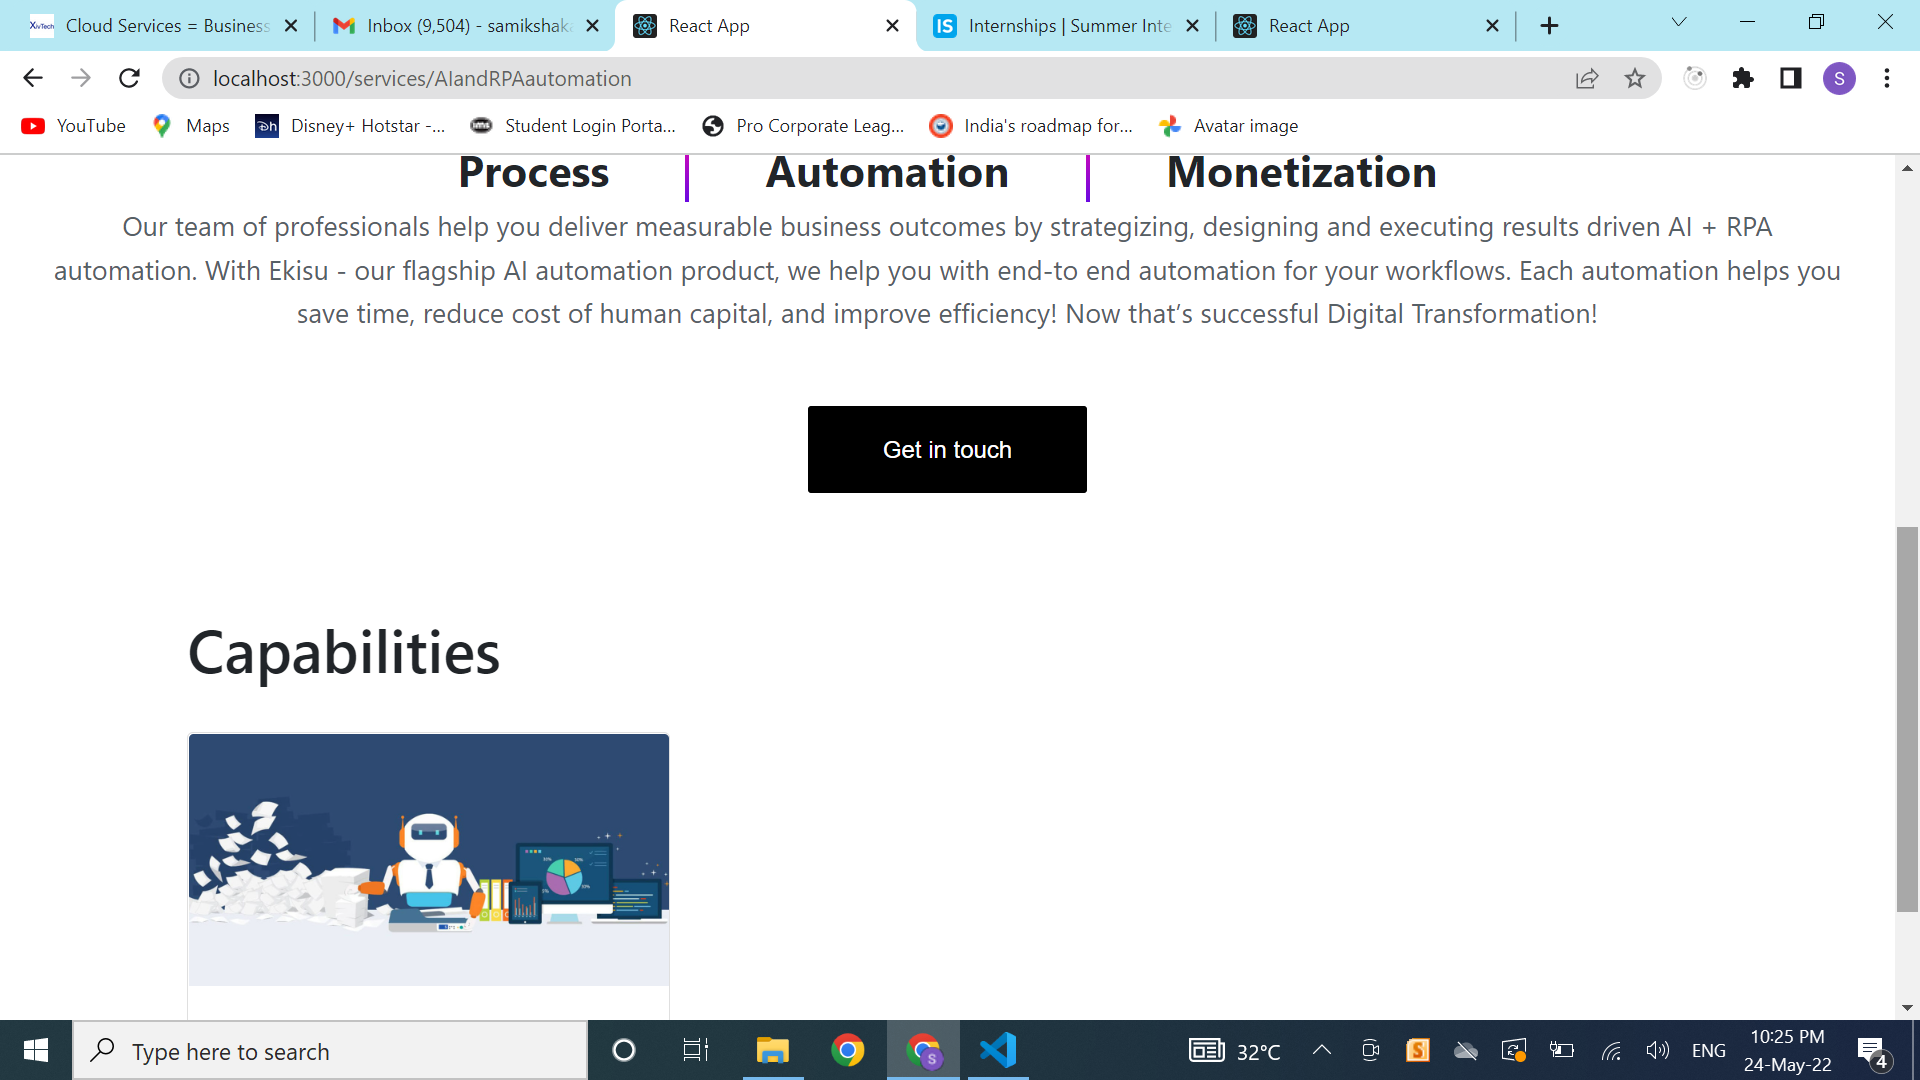 XivTech Cloud Services = Business
Inbox (9,504) - samikshaka
React App
IS Internships | Summer Inte
React App
localhost:3000/services/AIandRPAautomation
S
YouTube
Maps
Disney+ Hotstar -...
Student Login Porta...
Pro Corporate Leag...
India's roadmap for...
Avatar image
Process
Automation
Monetization
Our team of professionals help you deliver measurable business outcomes by strategizing, designing and executing results driven AI + RPA
automation. With Ekisu - our flagship AI automation product, we help you with end-to end automation for your workflows. Each automation helps you
save time, reduce cost of human capital, and improve efficiency! Now that’s successful Digital Transformation!
Get in touch
Capabilities
Type here to search
S
32°C
S
ENG
10:25 PM
24-May-22
4